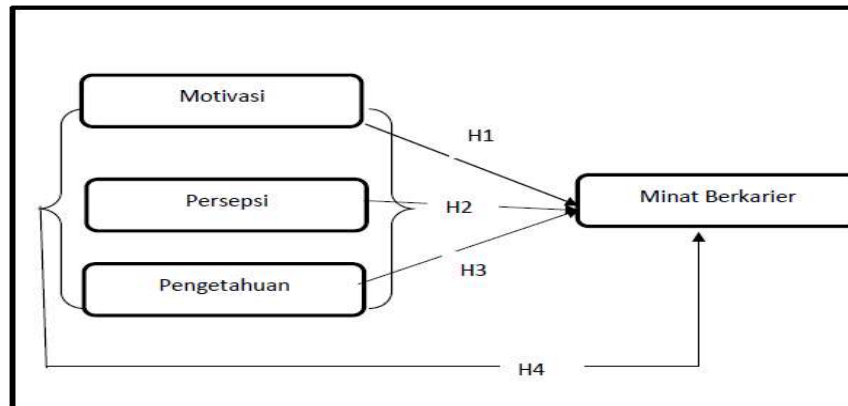 Motivasi
H1
Persepsi
H2
Minat Berkarier
Pengetahuan
H3
H4